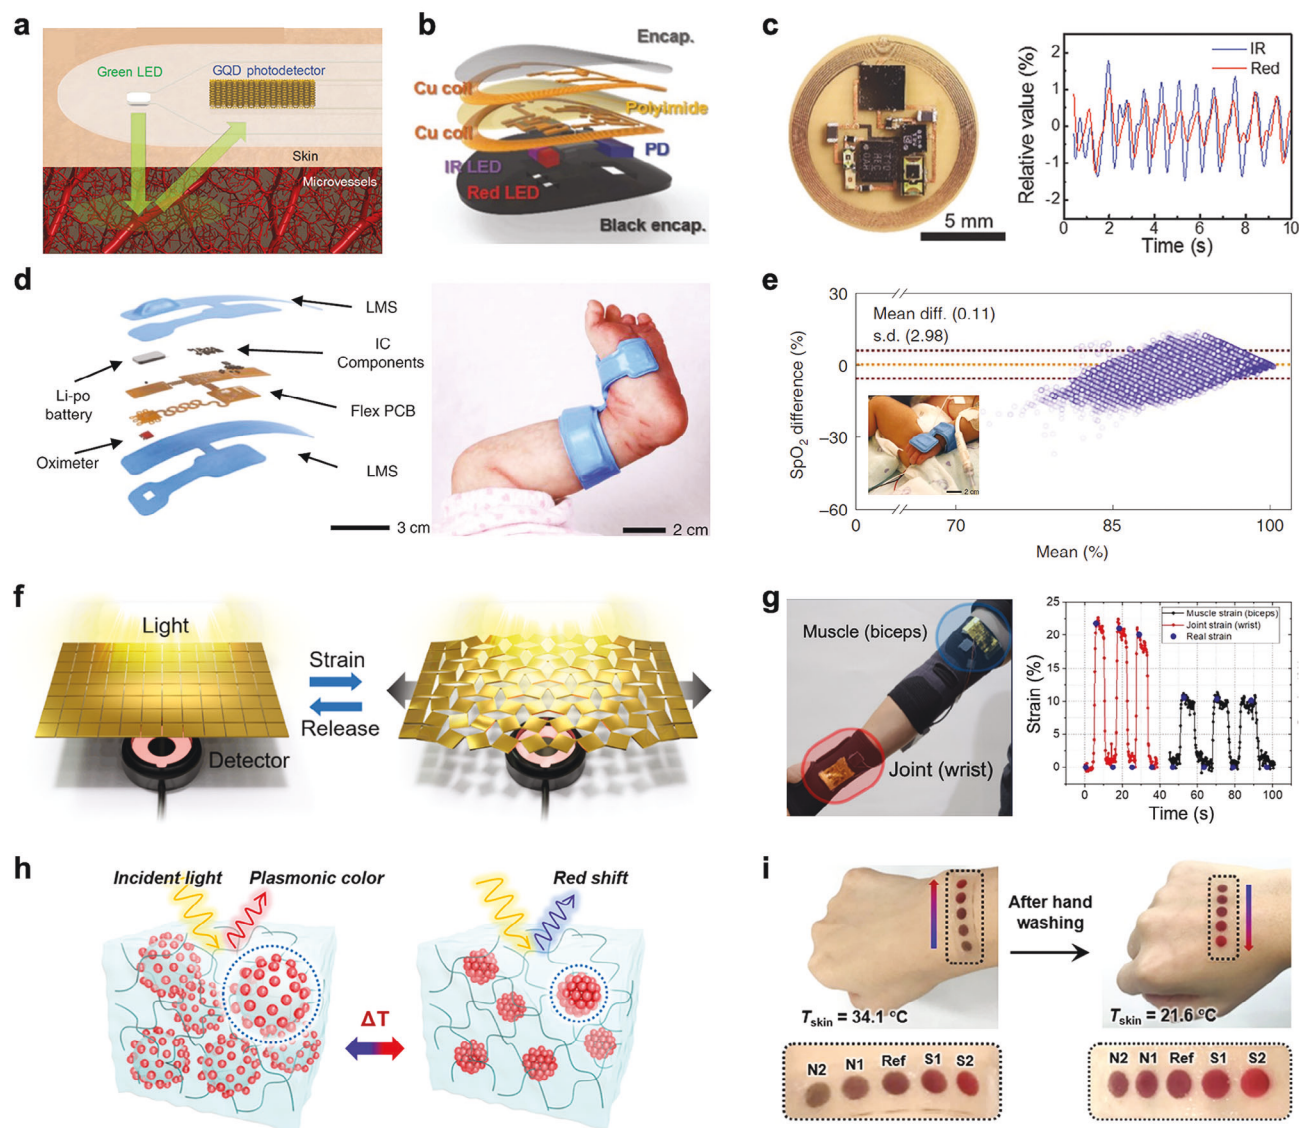 a
Green LED
GQD photodetector
Skin
Microvessels
b
Encap.
Cu coil
Polyimide
Cu coil
IR LED
PD
Red LED
Black encap.
c
5 mm
Relative value (%)
2
1
0
-1
-2
IR
Red
0 2 4 6 8 10
Time (s)
d
LMS
IC
Components
Li-po
battery
Flex PCB
Oximeter
LMS
3 cm
2 cm
e
SpO2 difference (%)
30
0
−30
−60
Mean diff. (0.11)
s.d. (2.98)
2 cm
0 70 85 100
Mean (%)
f
Light
Strain
Release
Detector
g
Muscle (biceps)
Joint (wrist)
Strain (%)
25
20
15
10
5
0
Muscle strain (biceps)
Joint strain (wrist)
Real strain
0 20 40 60 80 100
Time (s)
h
Incident light
Plasmonic color
Red shift
ΔT
i
After hand
washing
Tskin = 34.1 °C
Tskin = 21.6 °C
N2 N1 Ref S1 S2
N2 N1 Ref S1 S2